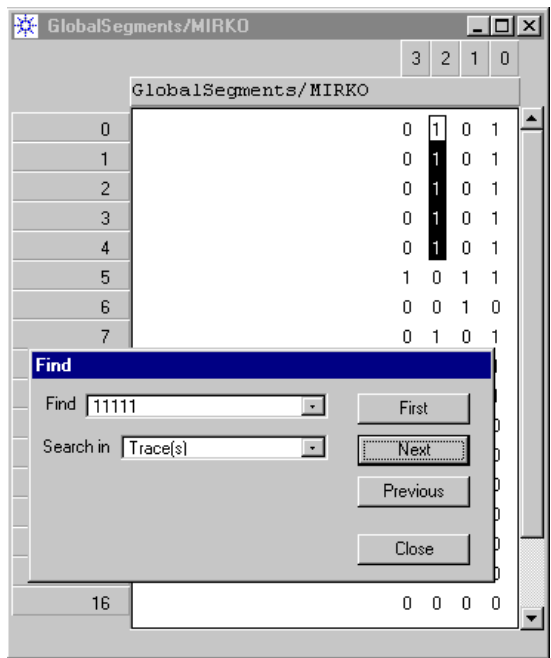 GlobalSegments/MIRKO
3 2 1 0
GlobalSegments/MIRKO
0 0 1 0 1
1 0 1 0 1
2 0 1 0 1
3 0 1 0 1
4 0 1 0 1
5 1 0 1 1
6 0 0 1 0
7 0 1 0 1
Find
Find 11111 First
Search in Trace(s) Next
Previous
Close
16 0 0 0 0